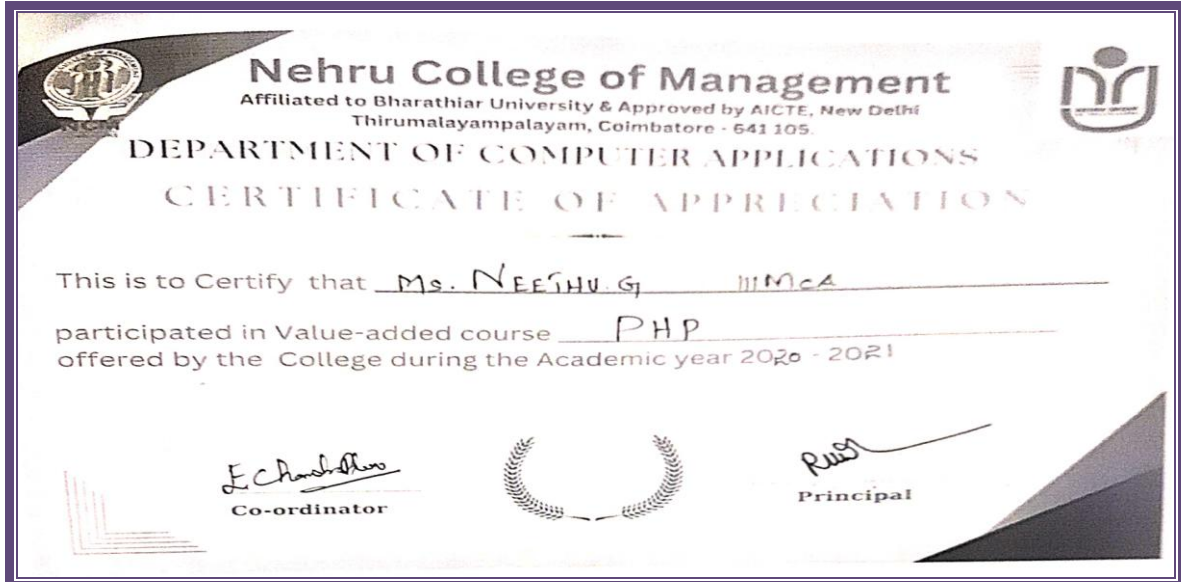 Nehru College of Management
Affiliated to Bharathiar University & Approved by AICTE, New Delhi
Thirumalayampalayam, Coimbatore - 641 105.
NCM
DEPARTMENT OF COMPUTER APPLICATIONS
CERTIFICATE OF APPRECIATION
This is to Certify that Ms. NEETHU. G III MCA
participated in Value-added course PHP
offered by the College during the Academic year 2020 - 2021
Co-ordinator
Principal